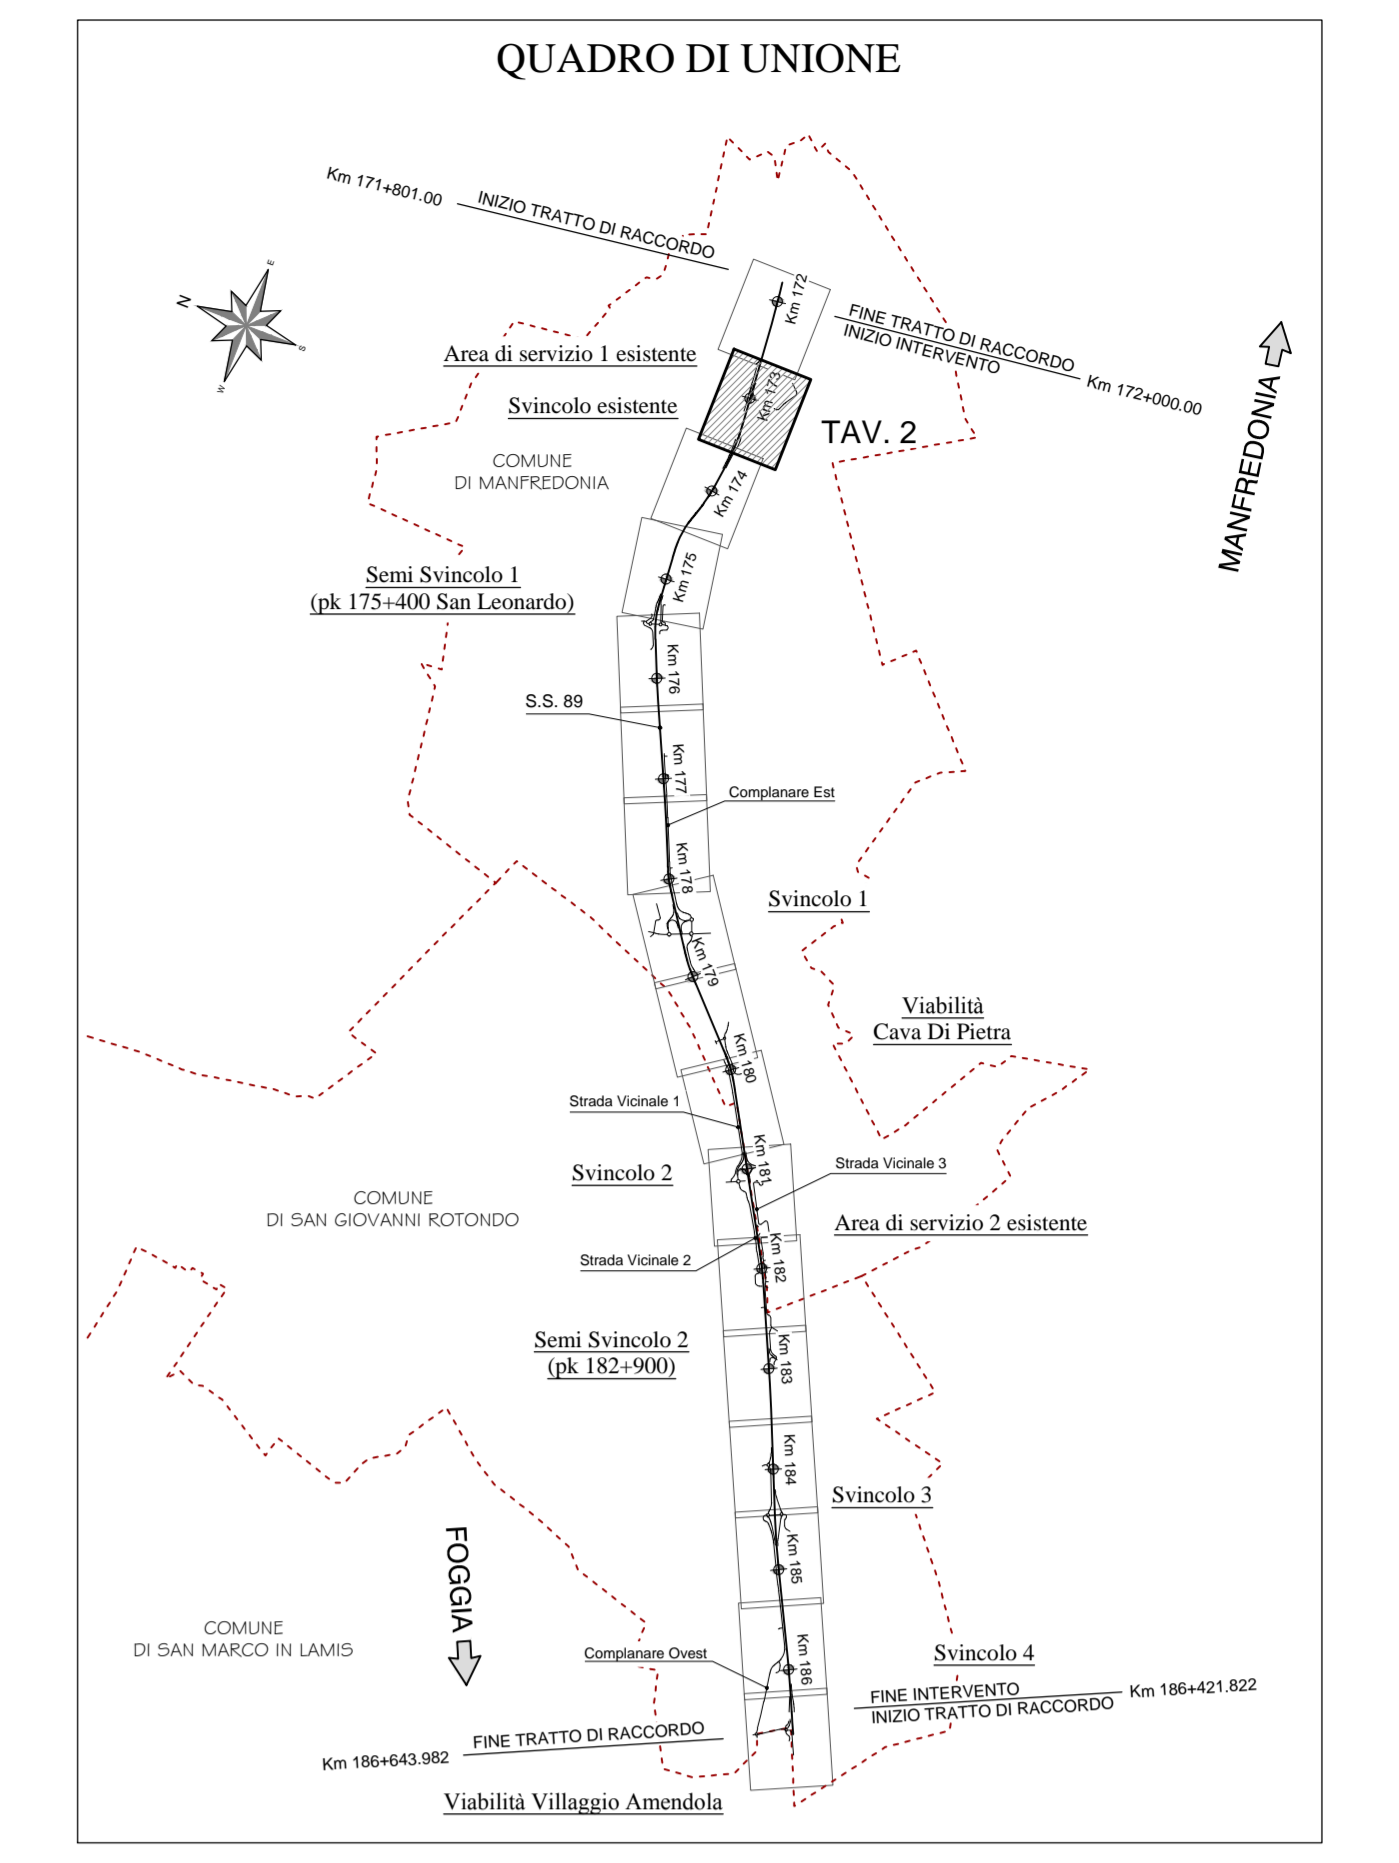 QUADRO DI UNIONE
Km 171+801.00
INIZIO TRATTO DI RACCORDO
N
E
S
W
Km 172
FINE TRATTO DI RACCORDO
INIZIO INTERVENTO
Km 172+000.00
MANFREDONIA
Area di servizio 1 esistente
Svincolo esistente
Km 173
TAV. 2
COMUNE
DI MANFREDONIA
Km 174
Semi Svincolo 1
(pk 175+400 San Leonardo)
Km 175
Km 176
S.S. 89
Km 177
Complanare Est
Km 178
Svincolo 1
Km 179
Viabilità
Cava Di Pietra
Km 180
Strada Vicinale 1
Km 181
Svincolo 2
Strada Vicinale 3
COMUNE
DI SAN GIOVANNI ROTONDO
Area di servizio 2 esistente
Strada Vicinale 2
Km 182
Semi Svincolo 2
(pk 182+900)
Km 183
Km 184
Svincolo 3
FOGGIA
Km 185
COMUNE
DI SAN MARCO IN LAMIS
Complanare Ovest
Km 186
Svincolo 4
FINE INTERVENTO
INIZIO TRATTO DI RACCORDO
Km 186+421.822
FINE TRATTO DI RACCORDO
Km 186+643.982
Viabilità Villaggio Amendola